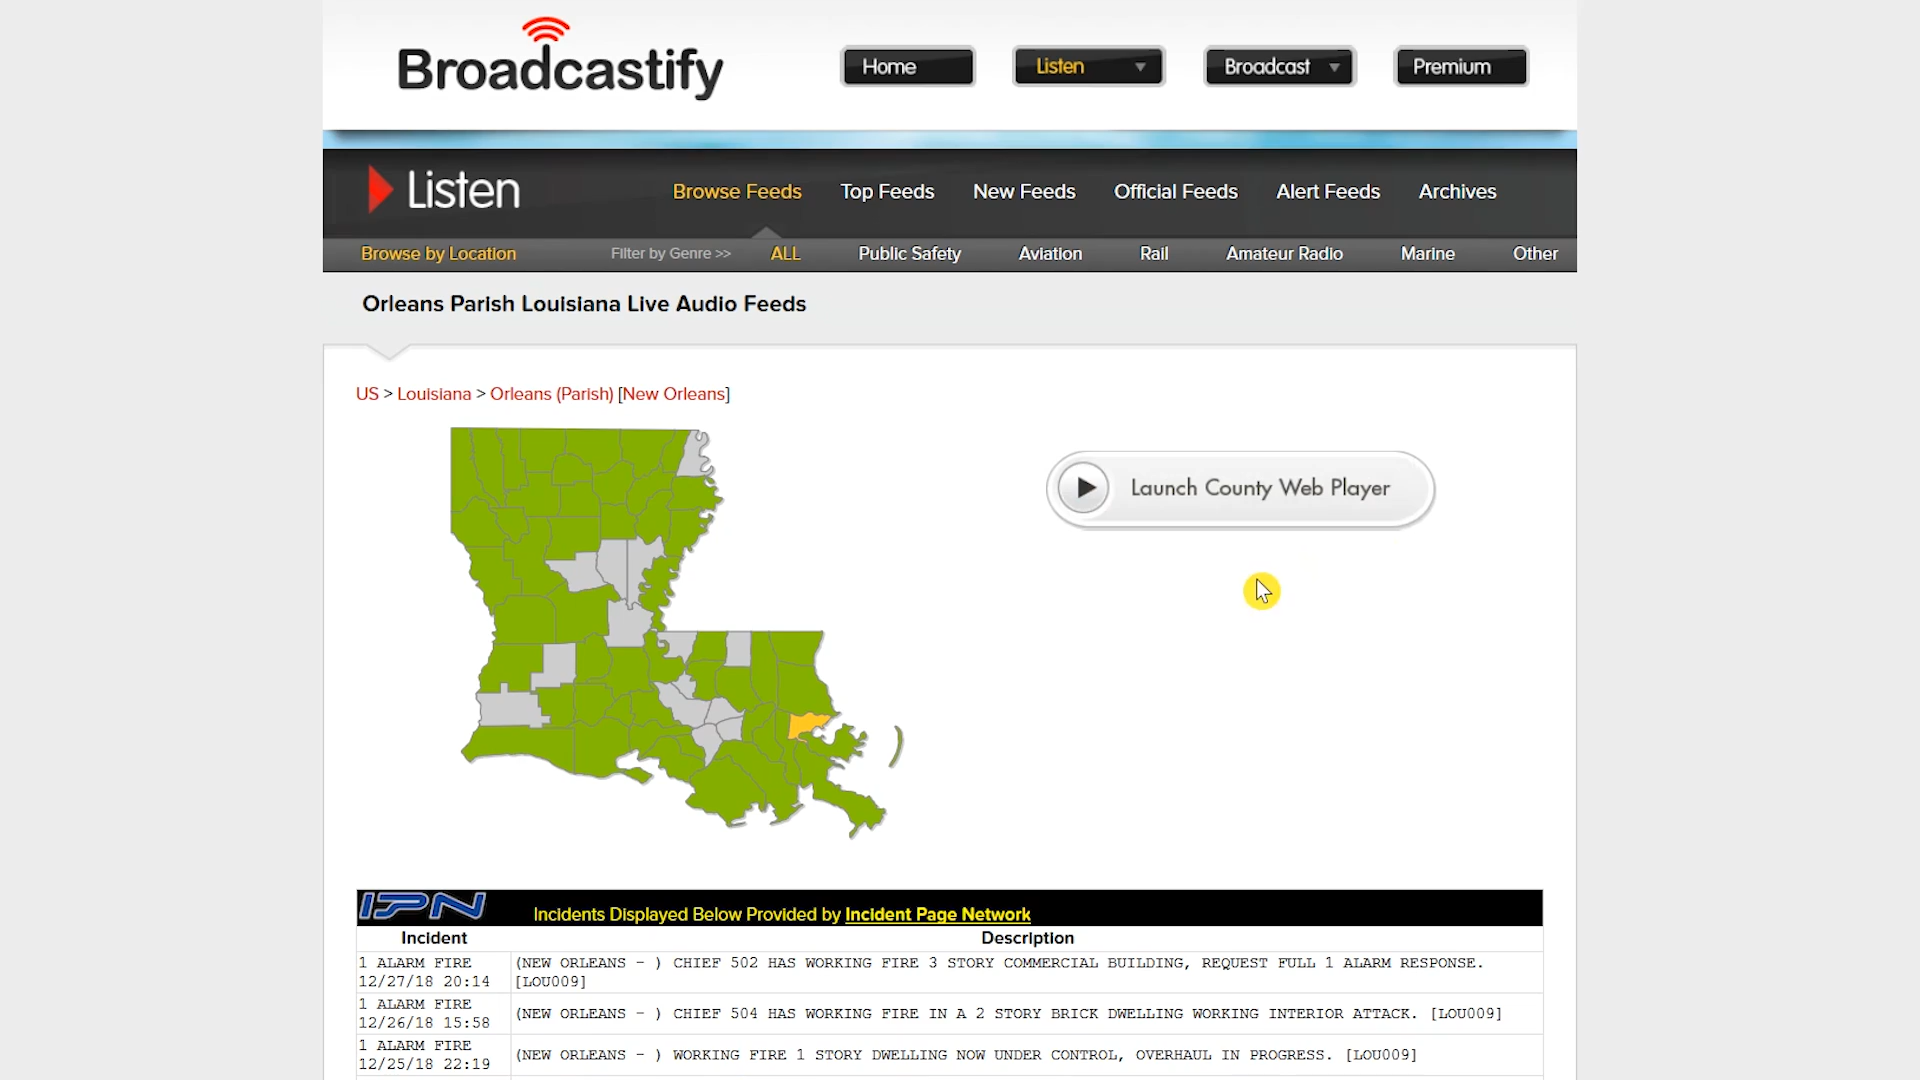 Broadcastify
Home
Listen
Broadcast
Premium
Listen
Browse Feeds
Top Feeds
New Feeds
Official Feeds
Alert Feeds
Archives
Browse by Location
Filter by Genre >>
ALL
Public Safety
Aviation
Rail
Amateur Radio
Marine
Other
Orleans Parish Louisiana Live Audio Feeds
US > Louisiana > Orleans (Parish) [New Orleans]
Launch County Web Player
IPN
Incidents Displayed Below Provided by Incident Page Network
Incident
Description
1 ALARM FIRE
12/27/18 20:14
(NEW ORLEANS - ) CHIEF 502 HAS WORKING FIRE 3 STORY COMMERCIAL BUILDING, REQUEST FULL 1 ALARM RESPONSE.
[LOU009]
1 ALARM FIRE
12/26/18 15:58
(NEW ORLEANS - ) CHIEF 504 HAS WORKING FIRE IN A 2 STORY BRICK DWELLING WORKING INTERIOR ATTACK. [LOU009]
1 ALARM FIRE
12/25/18 22:19
(NEW ORLEANS - ) WORKING FIRE 1 STORY DWELLING NOW UNDER CONTROL, OVERHAUL IN PROGRESS. [LOU009]